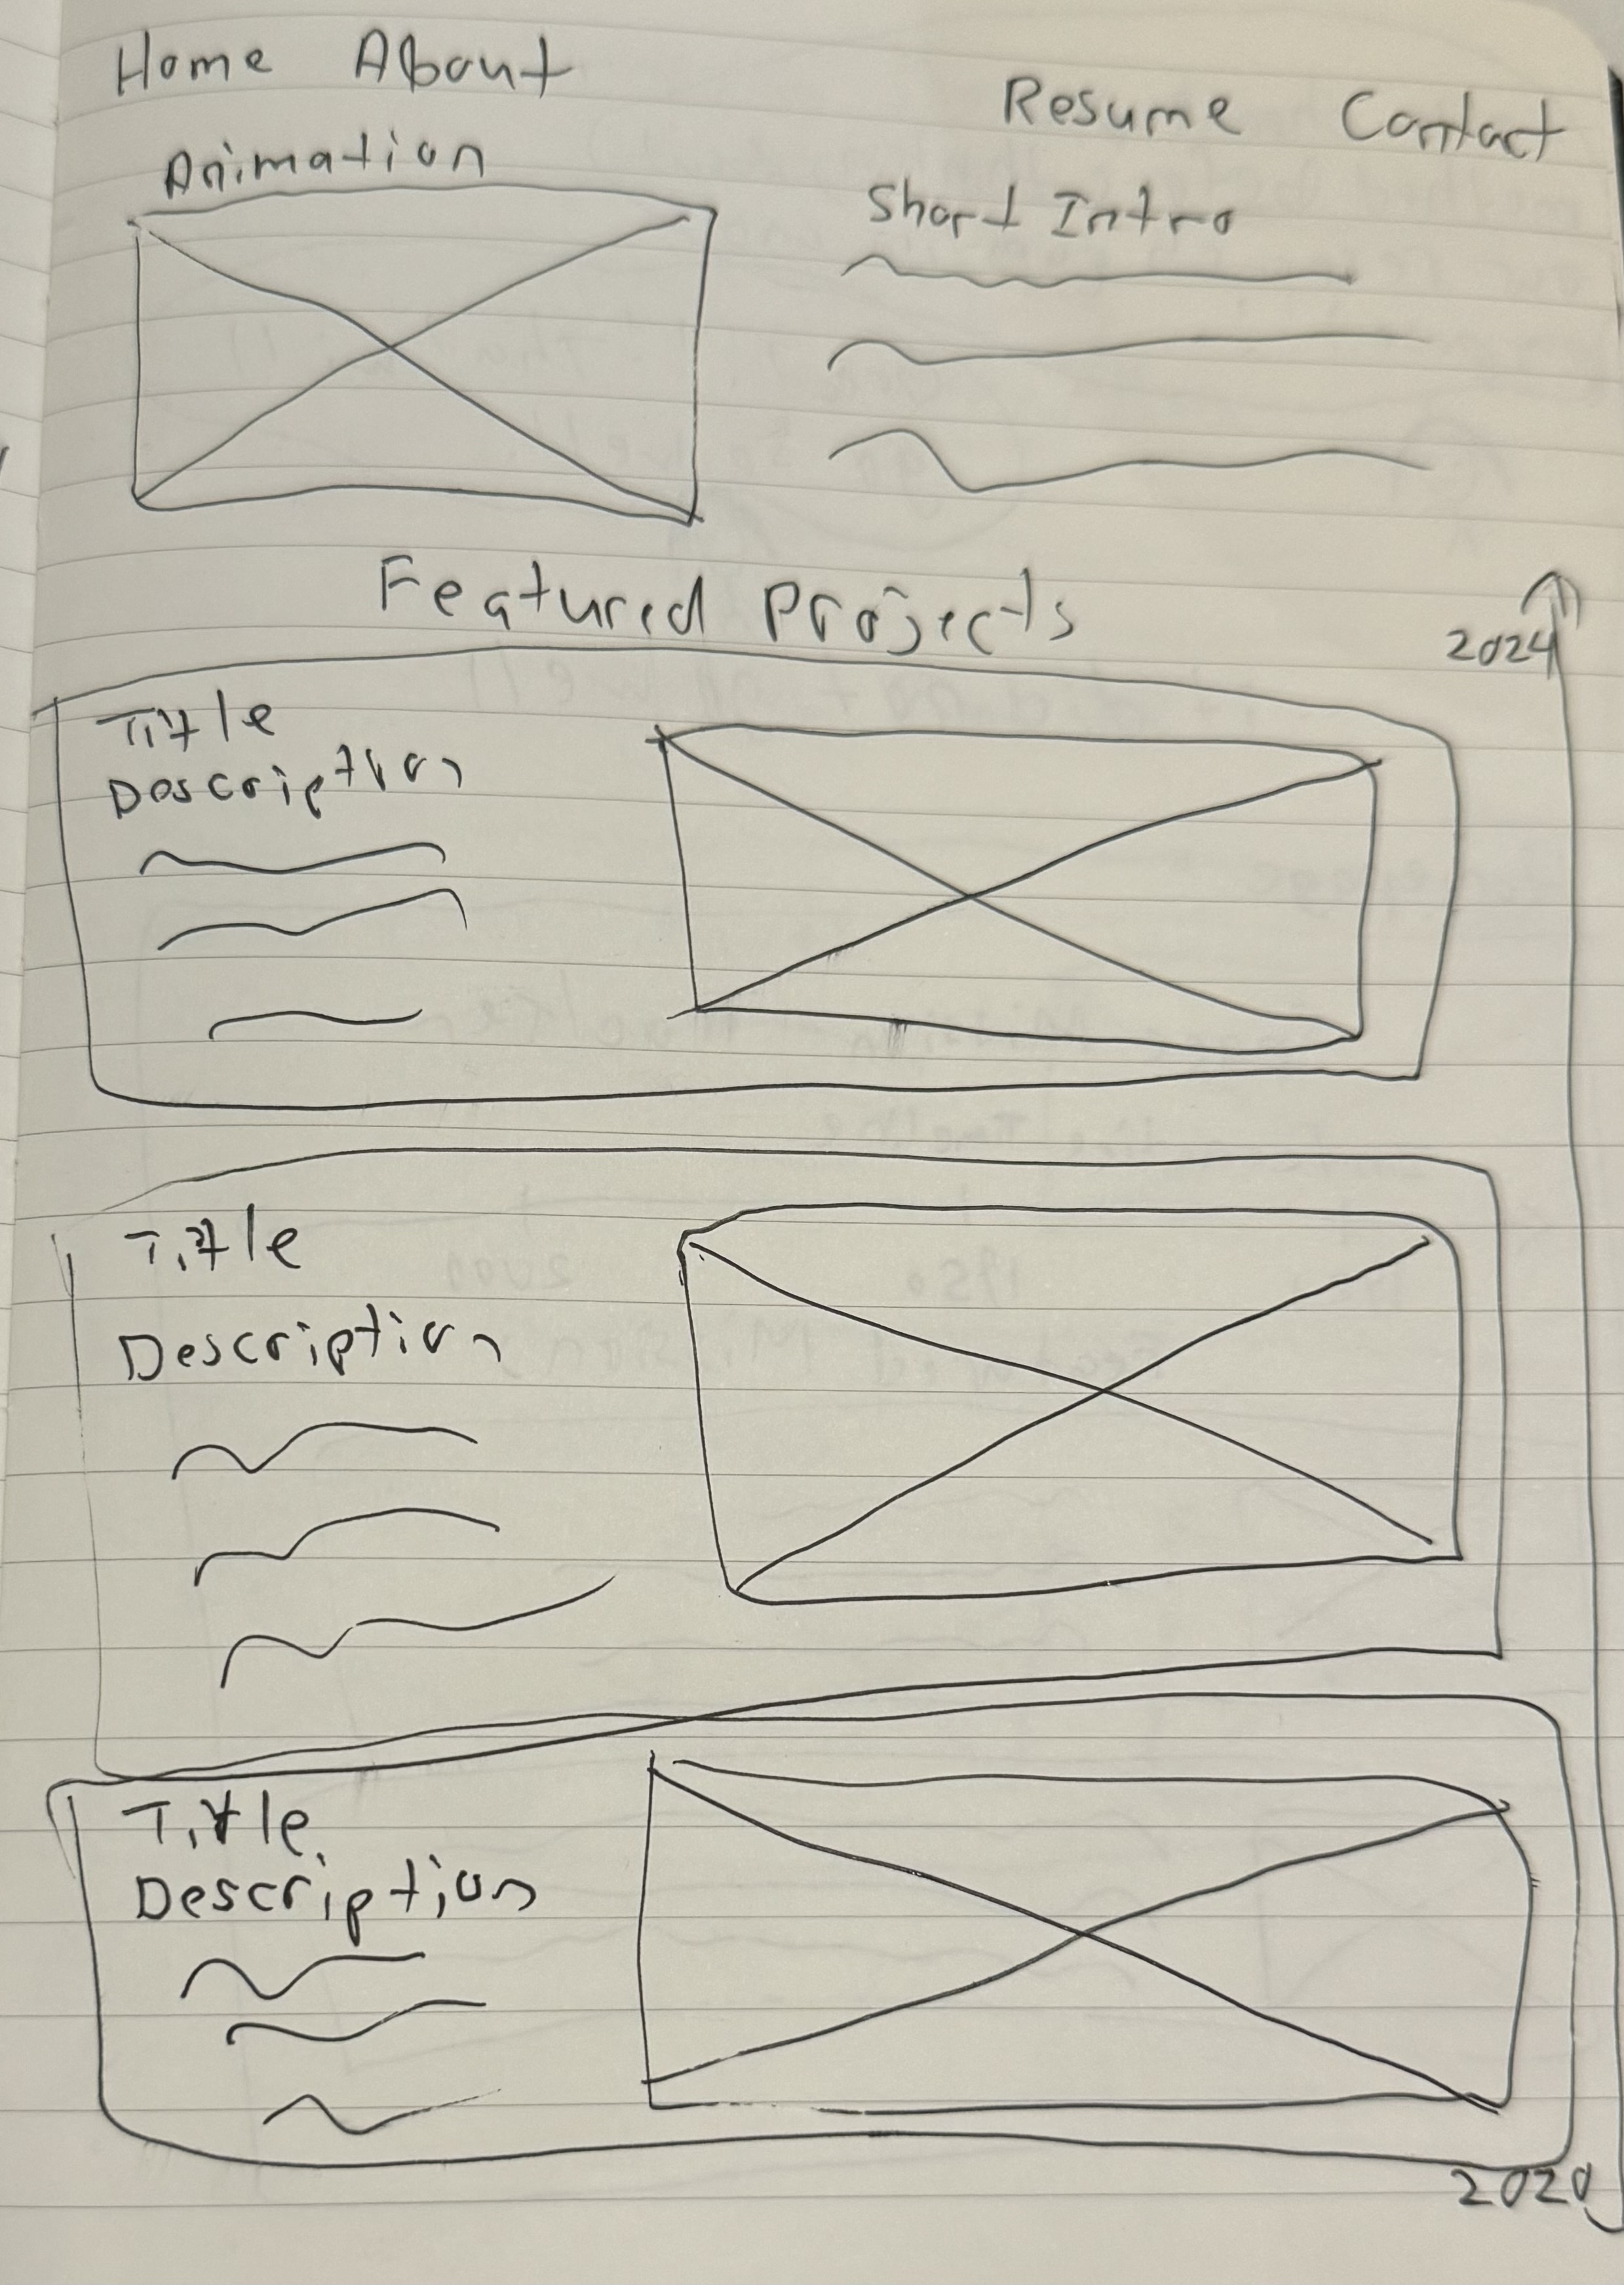 Home About Resume Contact
Animation
Short Intro
Featured Projects
2024
Title
Description
Title
Description
Title
Description
2020